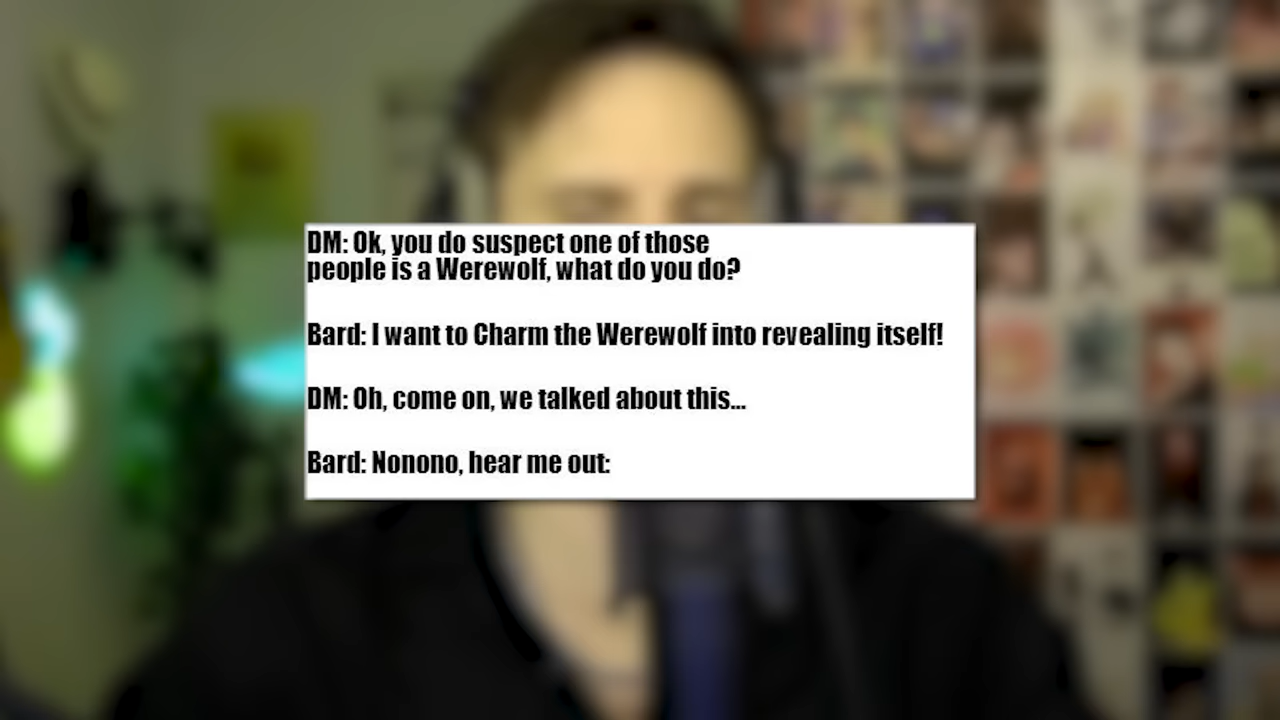 DM: Ok, you do suspect one of those
people is a Werewolf, what do you do?
Bard: I want to Charm the Werewolf into revealing itself!
DM: Oh, come on, we talked about this...
Bard: Nonono, hear me out: